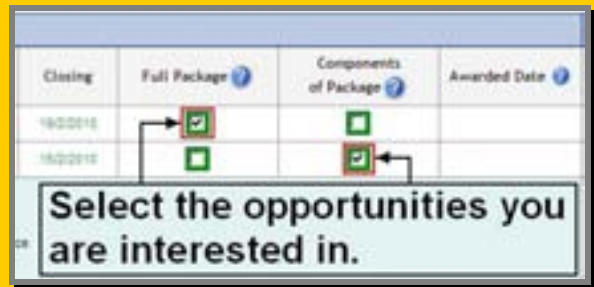 Closing Full Package ? Components of Package ? Awarded Date ?
Select the opportunities you
are interested in.